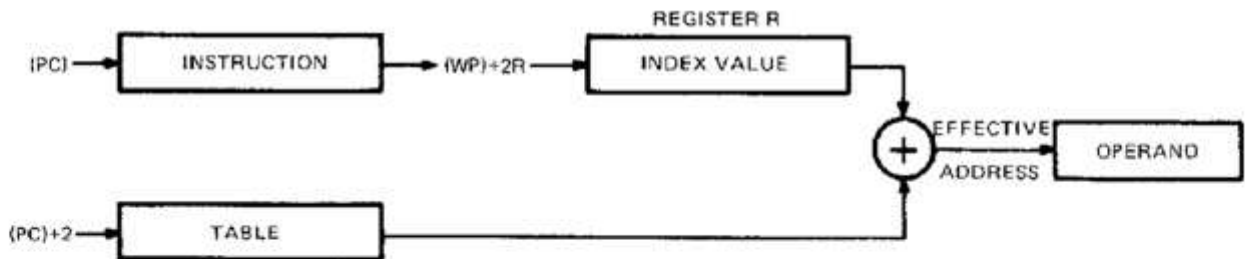 REGISTER R
(PC)
INSTRUCTION
(WP)+2R
INDEX VALUE
+
EFFECTIVE
ADDRESS
OPERAND
(PC)+2
TABLE